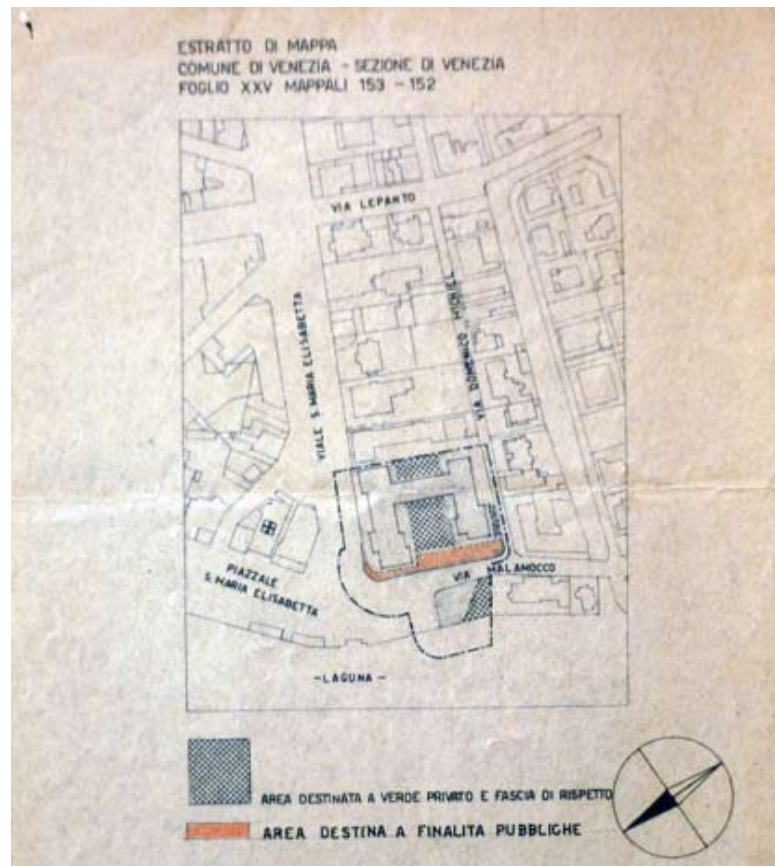 ESTRATTO DI MAPPA
COMUNE DI VENEZIA - SEZIONE DI VENEZIA
FOGLIO XXV MAPPALI 153 - 152
VIA LEPANTO
VIALE S. MARIA ELISABETTA
VIA DOMENICO MICHIEL
PIAZZALE
S. MARIA ELISABETTA
VIA MALAMOCCO
- LAGUNA -
AREA DESTINATA A VERDE PRIVATO E FASCIA DI RISPETTO
AREA DESTINA A FINALITA PUBBLICHE